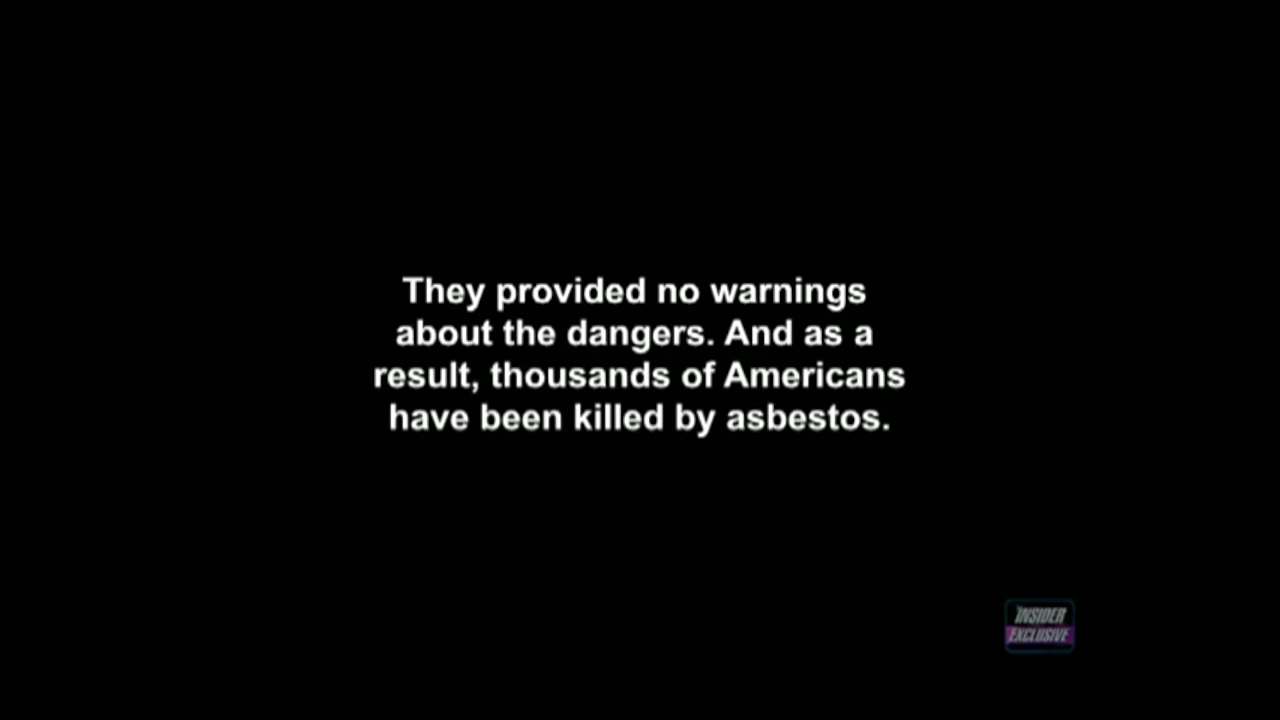 They provided no warnings
about the dangers. And as a
result, thousands of Americans
have been killed by asbestos.
INSIDER
EXCLUSIVE